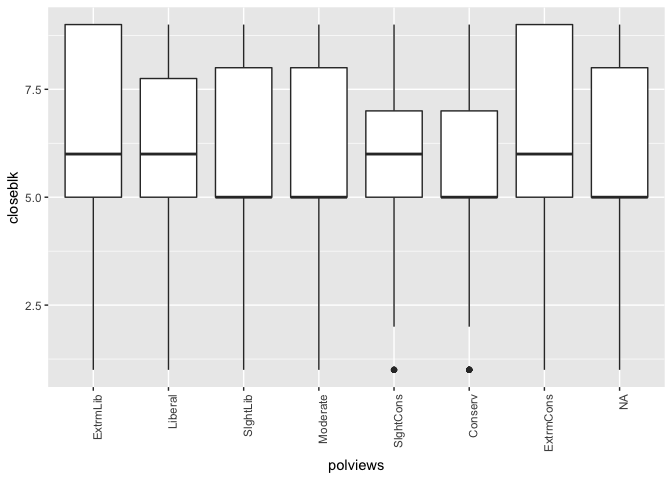 7.5
5.0
2.5
closeblk
ExtrmLib
Liberal
SlghtLib
Moderate
SlghtCons
Conserv
ExtrmCons
NA
polviews